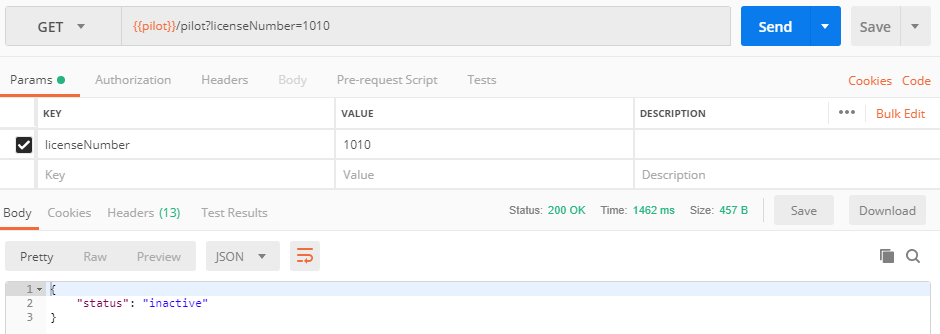 GET {{pilot}}/pilot?licenseNumber=1010 Send Save
Params Authorization Headers Body Pre-request Script Tests Cookies Code
KEY VALUE DESCRIPTION ••• Bulk Edit
licenseNumber 1010
Key Value Description
Body Cookies Headers (13) Test Results Status: 200 OK Time: 1462 ms Size: 457 B Save Download
Pretty Raw Preview JSON
1 {
2 "status": "inactive"
3 }